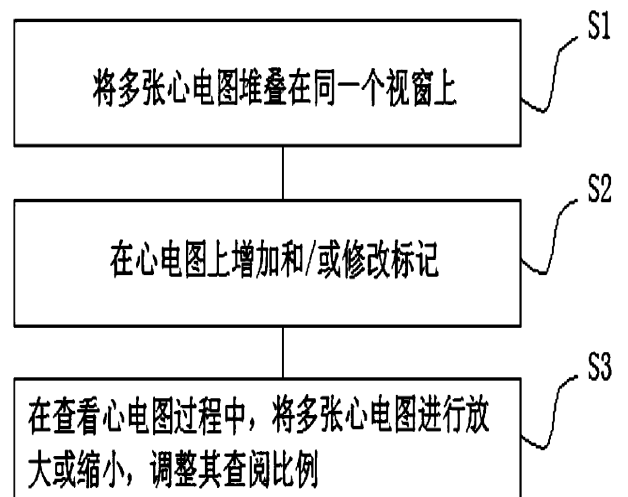 S1
将多张心电图堆叠在同一个视窗上
S2
在心电图上增加和/或修改标记
S3
在查看心电图过程中，将多张心电图进行放
大或缩小，调整其查阅比例